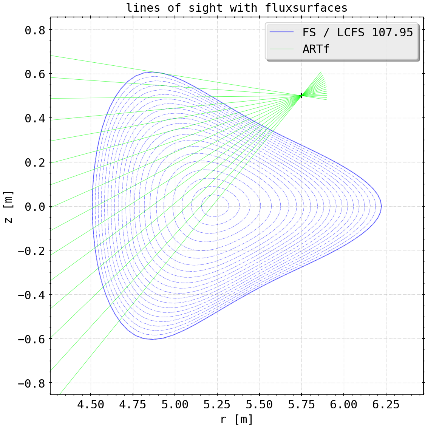 lines of sight with fluxsurfaces
FS / LCFS 107.95
ARTf
0.8
0.6
0.4
0.2
0.0
−0.2
−0.4
−0.6
−0.8
z [m]
4.50 4.75 5.00 5.25 5.50 5.75 6.00 6.25
r [m]